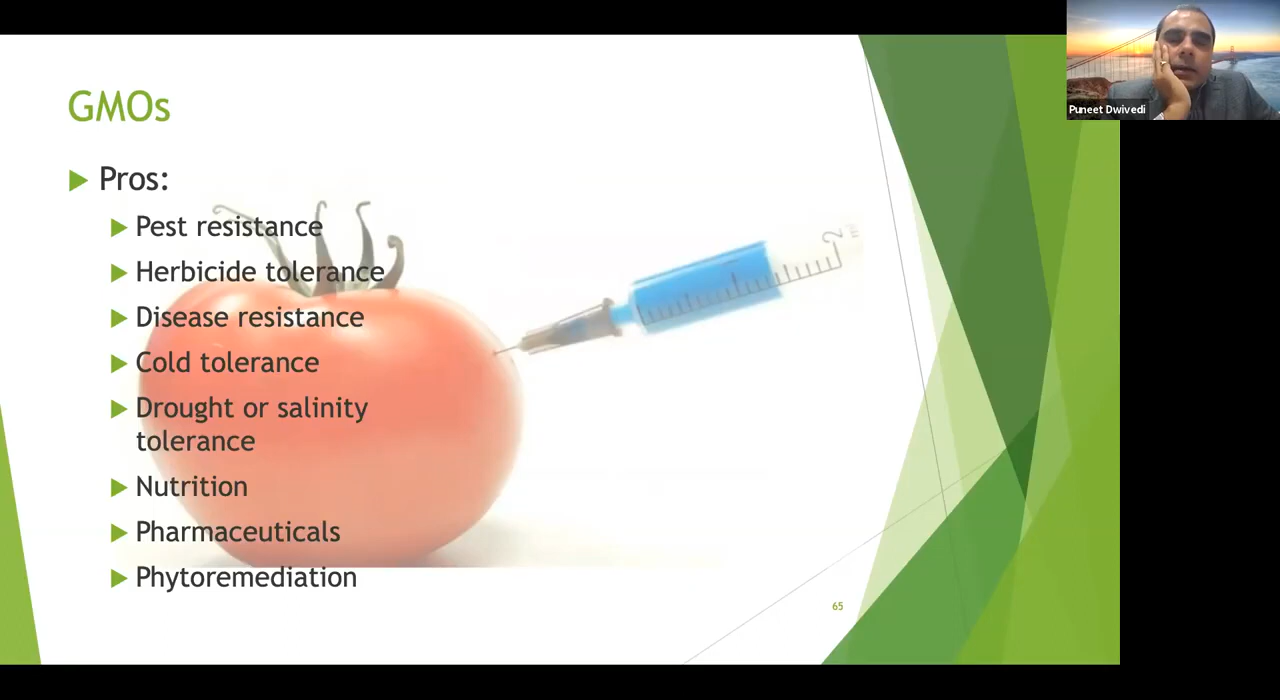 GMOs
Pros:
Pest resistance
Herbicide tolerance
Disease resistance
Cold tolerance
Drought or salinity
tolerance
Nutrition
Pharmaceuticals
Phytoremediation
65
2
Puneet Dwivedi